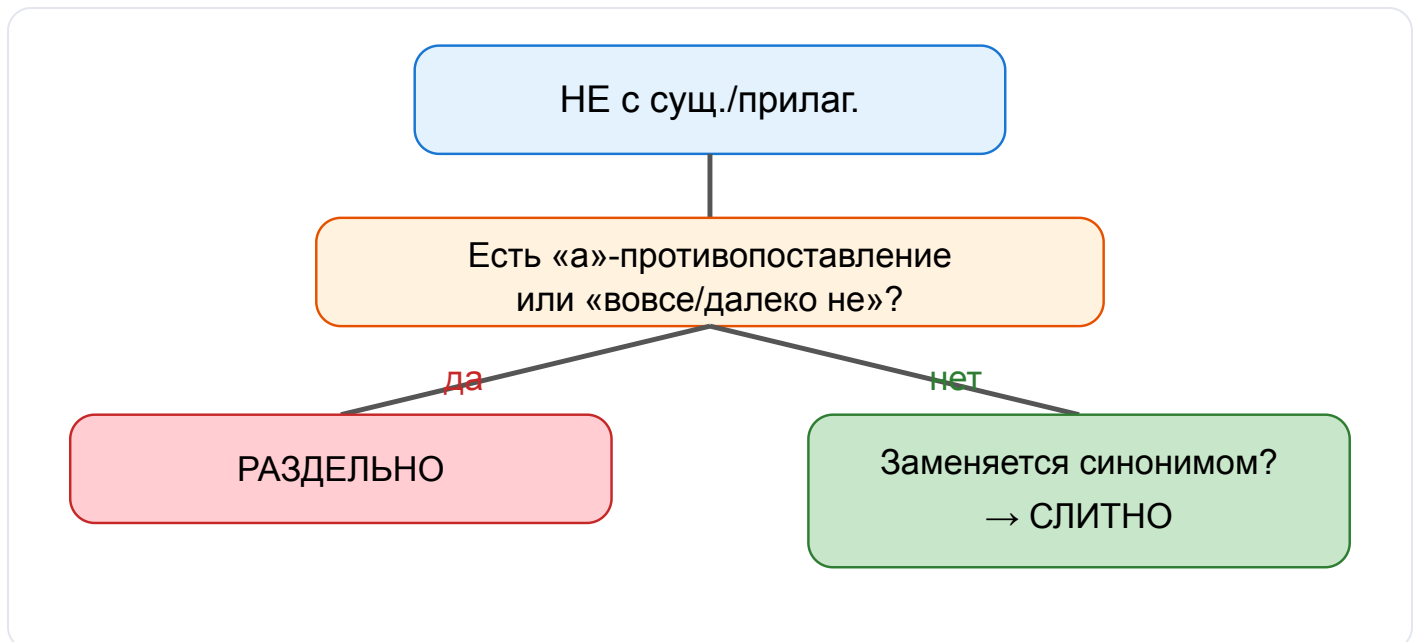 НЕ с сущ./прилаг.
Есть «а»-противопоставление
или «вовсе/далеко не»?
да
нет
РАЗДЕЛЬНО
Заменяется синонимом?
→ СЛИТНО